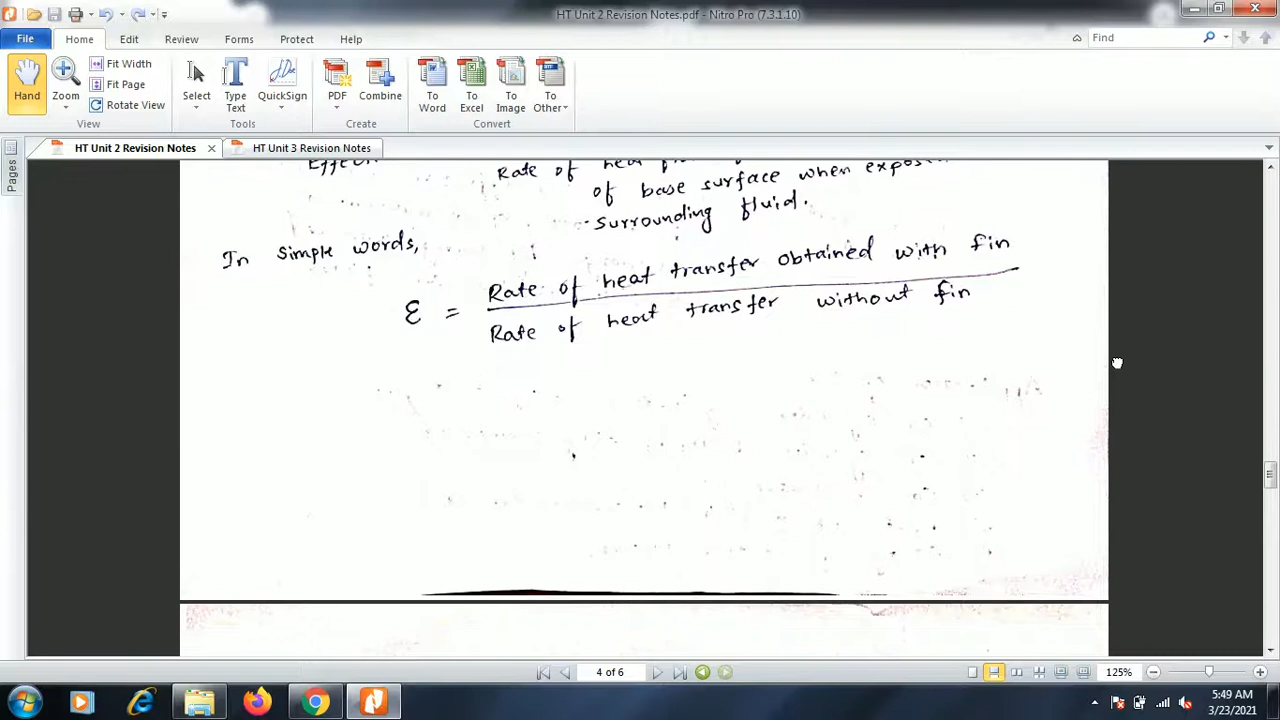 HT Unit 2 Revision Notes.pdf - Nitro Pro (7.3.1.10)
File Home Edit Review Forms Protect Help Find
Hand
Zoom
Fit Width
Fit Page
Rotate View
View
Select
Type Text
QuickSign
Tools
PDF
Combine
Create
To Word
To Excel
To Image
To Other
Convert
Pages
HT Unit 2 Revision Notes HT Unit 3 Revision Notes
Rate of
of base surface when
surrounding fluid.
In Simple words,
Rate of heat transfer obtained with fin
ε =
Rate of heat transfer without fin
4 of 6
125%
5:49 AM
3/23/2021